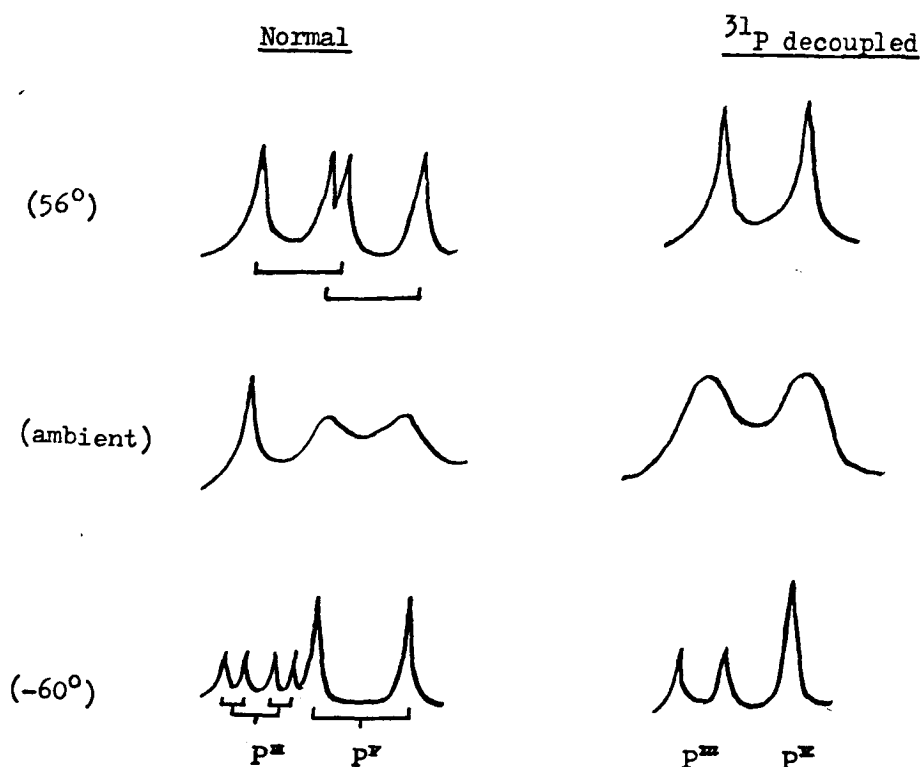 Normal
³¹P decoupled
(56°)
(ambient)
(-60°)
Pᴵᴵᴵ Pⱽ Pᴵᴵᴵ Pⱽ